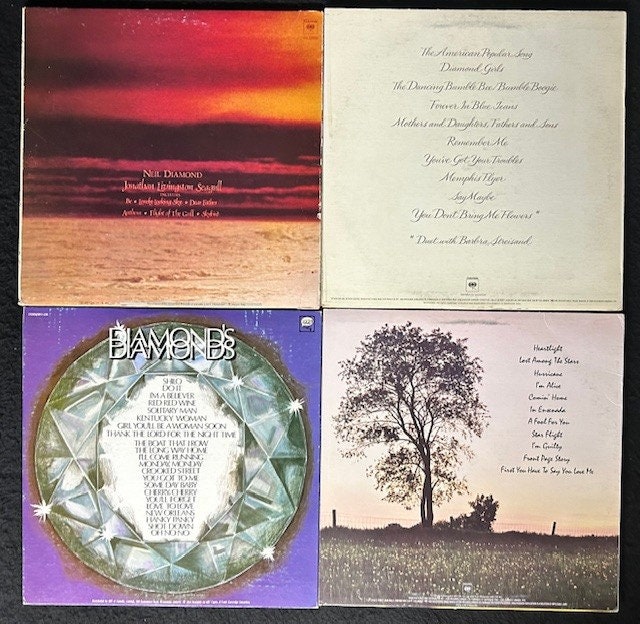 NEIL DIAMOND
Jonathan Livingston Seagull
INCLUDES
Be • Lonely Looking Sky • Dear Father
Anthem • Flight of The Gull • Skybird
The American Popular Song
Diamond Girls
The Dancing Bumble Bee/Bumble Boogie
Forever In Blue Jeans
Mothers and Daughters, Fathers and Sons
Remember Me
You've Got Your Troubles
Memphis Flyer
Say Maybe
You Don't Bring Me Flowers*
*Duet with Barbra Streisand
DIAMOND'S
DIAMONDS
SHILO
DO IT
I'M A BELIEVER
RED RED WINE
SOLITARY MAN
KENTUCKY WOMAN
GIRL YOU'LL BE A WOMAN SOON
THANK THE LORD FOR THE NIGHT TIME
THE BOAT THAT I ROW
THE LONG WAY HOME
I'LL COME RUNNING
MONDAY, MONDAY
CROOKED STREET
YOU GOT TO ME
SOME DAY BABY
CHERRY, CHERRY
YOU'LL FORGET
LOVE TO LOVE
NEW ORLEANS
HANKY PANKY
SHOT DOWN
OH NO NO
Heartlight
Lost Among The Stars
Hurricane
I'm Alive
Comin' Home
In Ensenada
A Fool For You
Star Flight
I'm Guilty
Front Page Story
First You Have To Say You Love Me